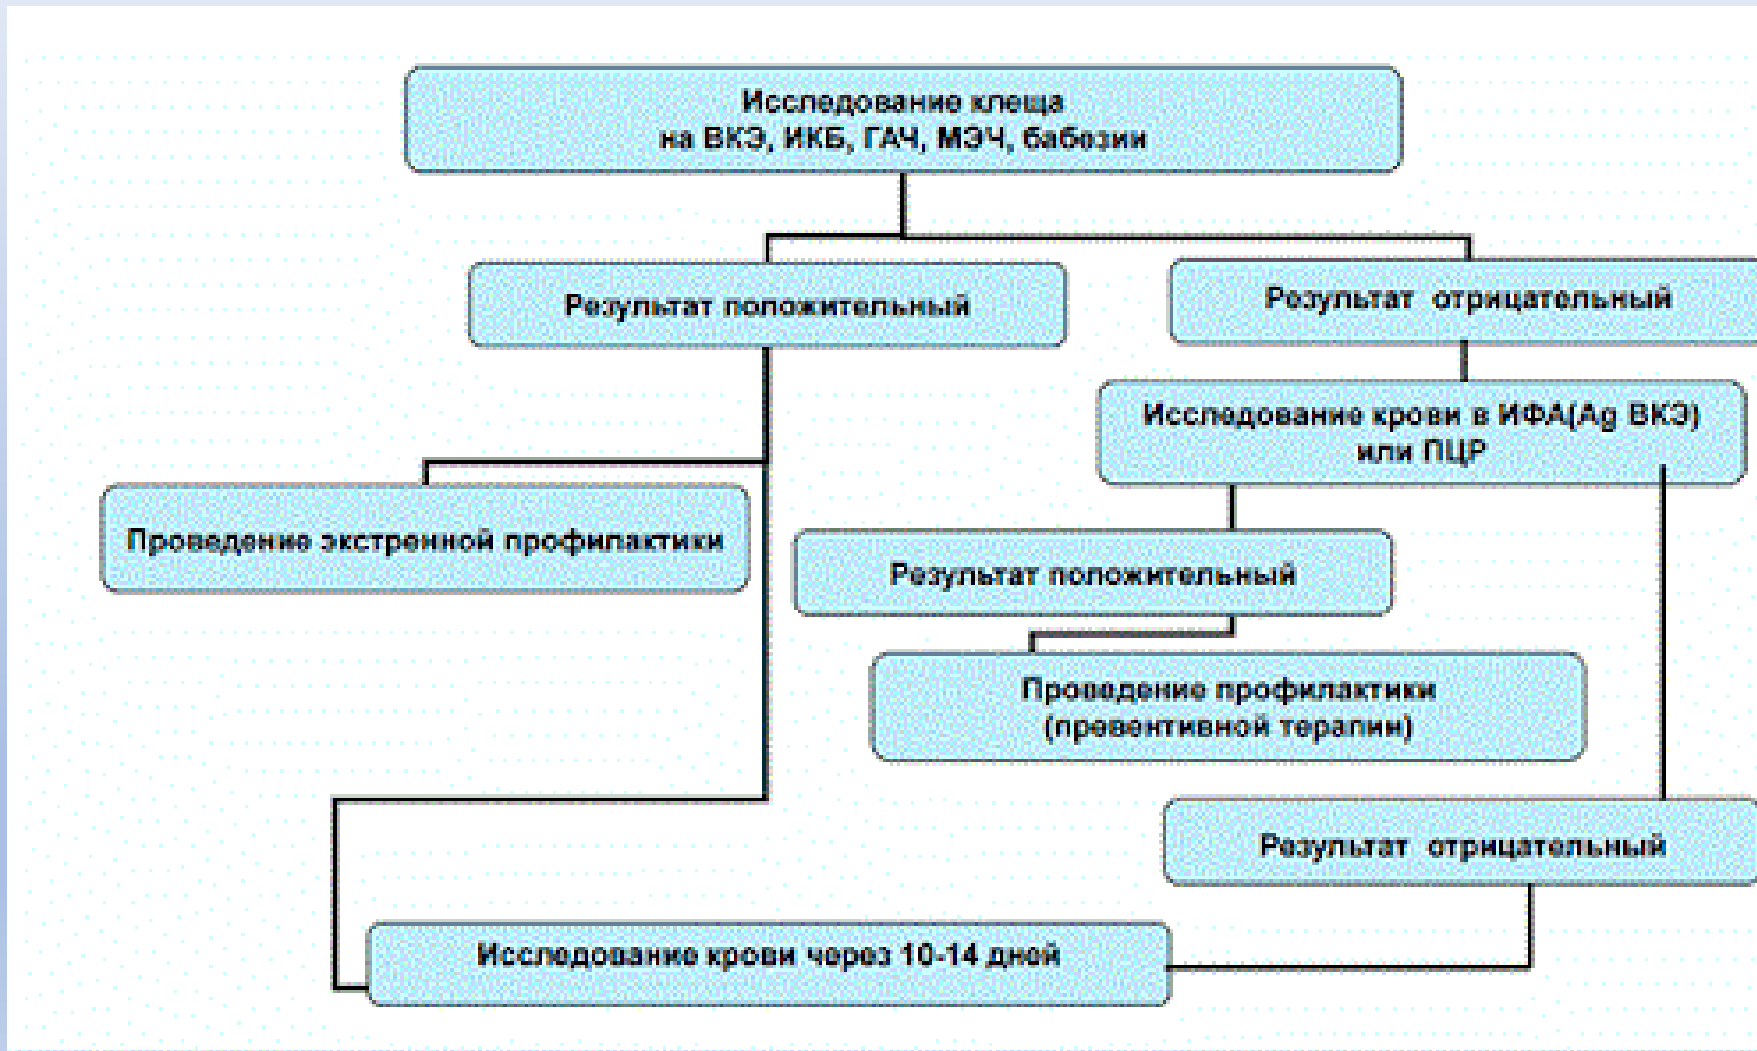 Исследование клеща
на ВКЭ, ИКБ, ГАЧ, МЭЧ, бабезии
Результат положительный
Результат отрицательный
Исследование крови в ИФА(Ag ВКЭ)
или ПЦР
Проведение экстренной профилактики
Результат положительный
Проведение профилактики
(превентивной терапии)
Результат отрицательный
Исследование крови через 10-14 дней